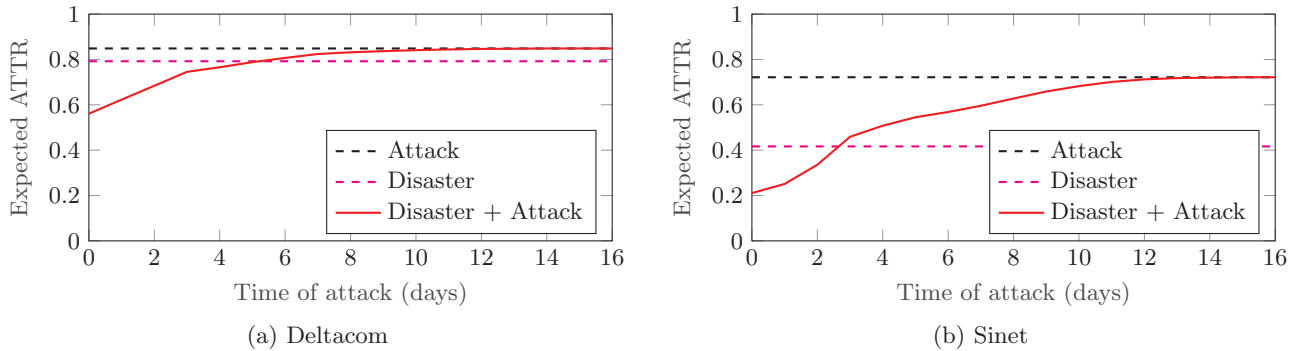 Expected ATTR
1
0.8
0.6
0.4
0.2
0
0 2 4 6 8 10 12 14 16
Time of attack (days)
Attack
Disaster
Disaster + Attack
(a) Deltacom
Expected ATTR
1
0.8
0.6
0.4
0.2
0
0 2 4 6 8 10 12 14 16
Time of attack (days)
Attack
Disaster
Disaster + Attack
(b) Sinet